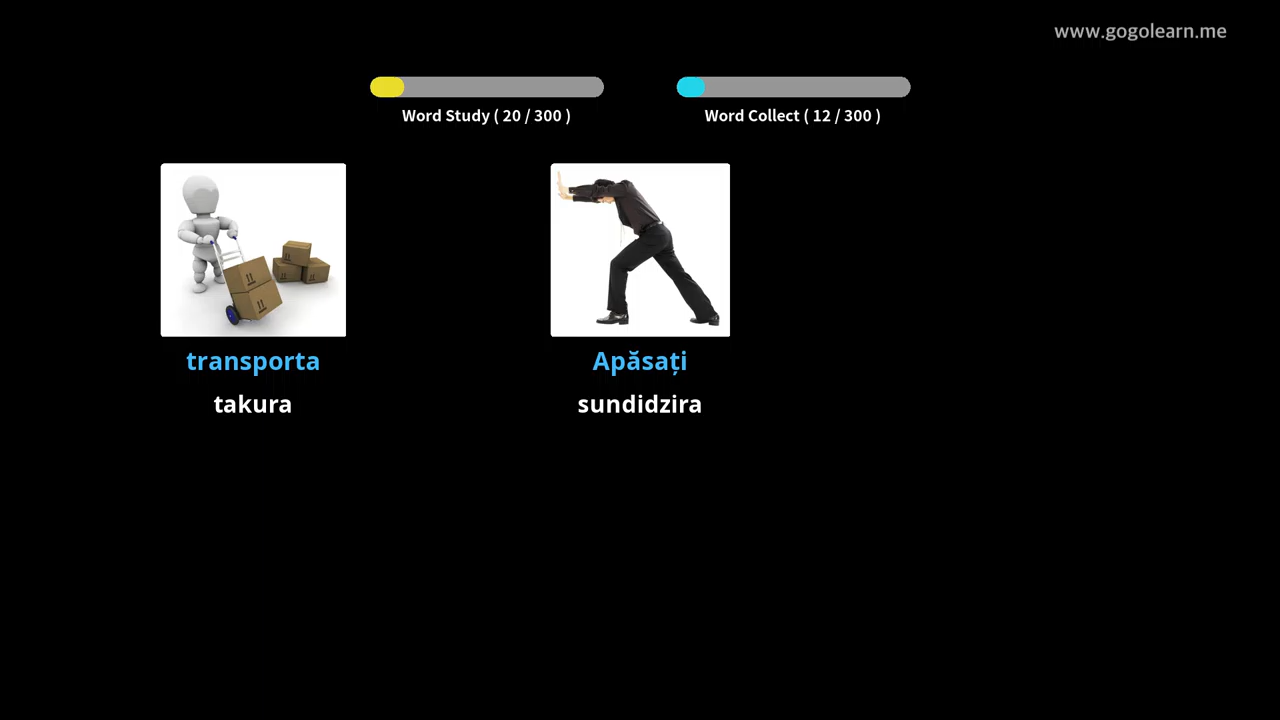 www.gogolearn.me
Word Study ( 20 / 300 )
Word Collect ( 12 / 300 )
transporta
Apăsați
takura
sundidzira